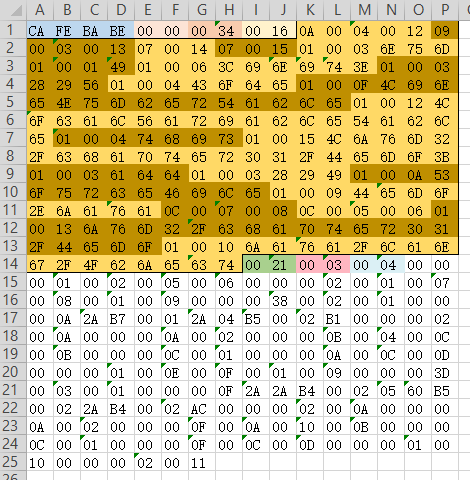 A B C D E F G H I J K L M N O P
1 CA FE BA BE 00 00 00 34 00 16 0A 00 04 00 12 09
2 00 03 00 13 07 00 14 07 00 15 01 00 03 6E 75 6D
3 01 00 01 49 01 00 06 3C 69 6E 69 74 3E 01 00 03
4 28 29 56 01 00 04 43 6F 64 65 01 00 0F 4C 69 6E
5 65 4E 75 6D 62 65 72 54 61 62 6C 65 01 00 12 4C
6 6F 63 61 6C 56 61 72 69 61 62 6C 65 54 61 62 6C
7 65 01 00 04 74 68 69 73 01 00 15 4C 6A 76 6D 32
8 2F 63 68 61 70 74 65 72 30 31 2F 44 65 6D 6F 3B
9 01 00 03 61 64 64 01 00 03 28 29 49 01 00 0A 53
10 6F 75 72 63 65 46 69 6C 65 01 00 09 44 65 6D 6F
11 2E 6A 61 76 61 0C 00 07 00 08 0C 00 05 00 06 01
12 00 13 6A 76 6D 32 2F 63 68 61 70 74 65 72 30 31
13 2F 44 65 6D 6F 01 00 10 6A 61 76 61 2F 6C 61 6E
14 67 2F 4F 62 6A 65 63 74 00 21 00 03 00 04 00 00
15 00 01 00 02 00 05 00 06 00 00 00 02 00 01 00 07
16 00 08 00 01 00 09 00 00 00 38 00 02 00 01 00 00
17 00 0A 2A B7 00 01 2A 04 B5 00 02 B1 00 00 00 02
18 00 0A 00 00 00 0A 00 02 00 00 00 0B 00 04 00 0C
19 00 0B 00 00 00 0C 00 01 00 00 00 0A 00 0C 00 0D
20 00 00 00 01 00 0E 00 0F 00 01 00 09 00 00 00 3D
21 00 03 00 01 00 00 00 0F 2A 2A B4 00 02 05 60 B5
22 00 02 2A B4 00 02 AC 00 00 00 02 00 0A 00 00 00
23 0A 00 02 00 00 00 0F 00 0A 00 10 00 0B 00 00 00
24 0C 00 01 00 00 00 0F 00 0C 00 0D 00 00 00 01 00
25 10 00 00 00 02 00 11